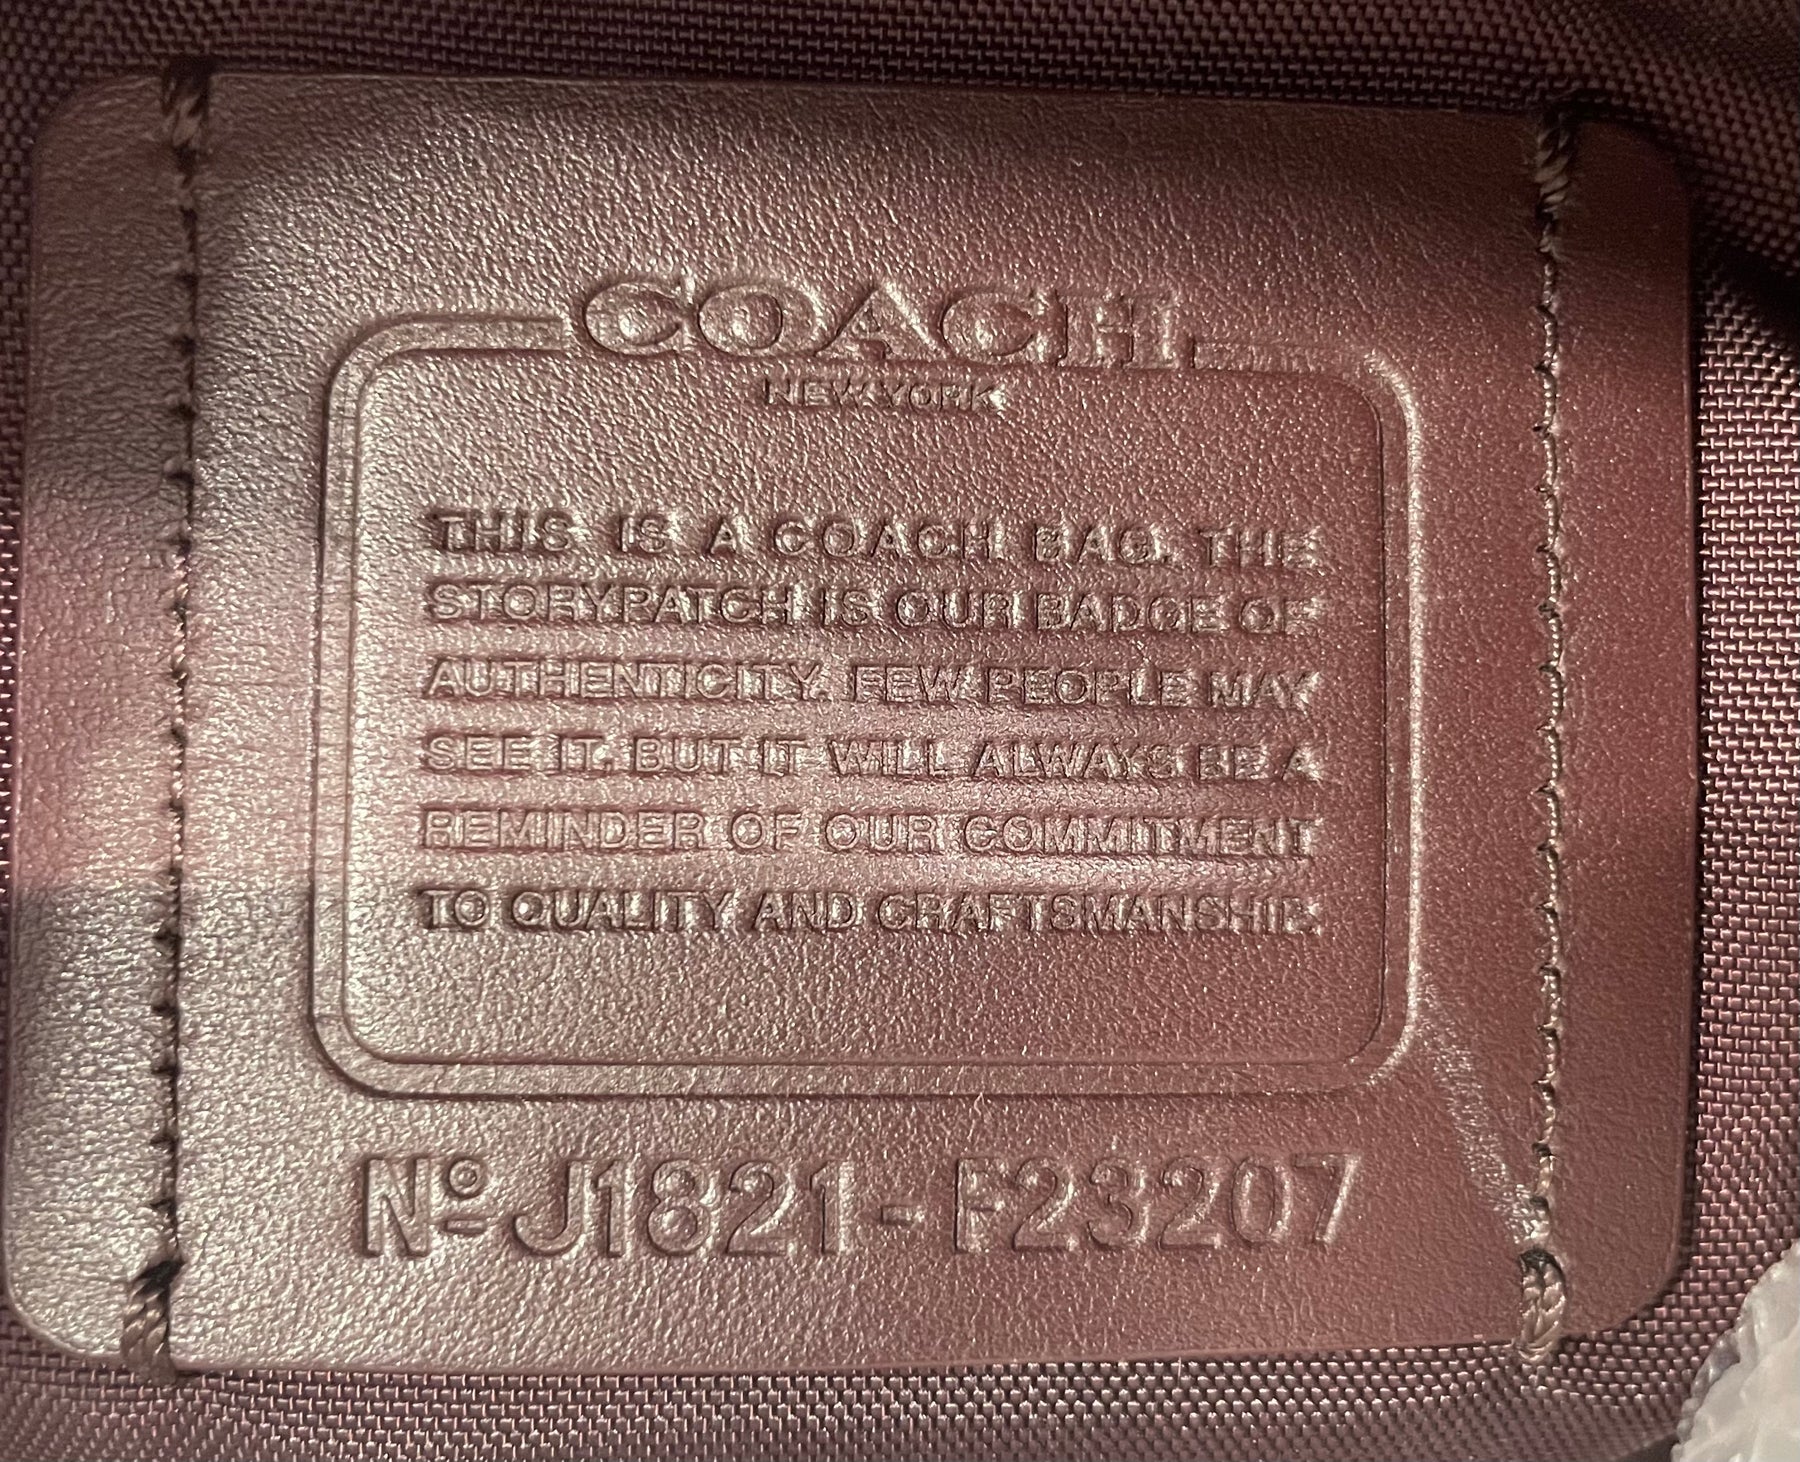 COACH
NEW YORK
THIS IS A COACH BAG. THE
STORYPATCH IS OUR BADGE OF
AUTHENTICITY. FEW PEOPLE MAY
SEE IT. BUT IT WILL ALWAYS BE A
REMINDER OF OUR COMMITMENT
TO QUALITY AND CRAFTSMANSHIP.
Nº J1821-F23207